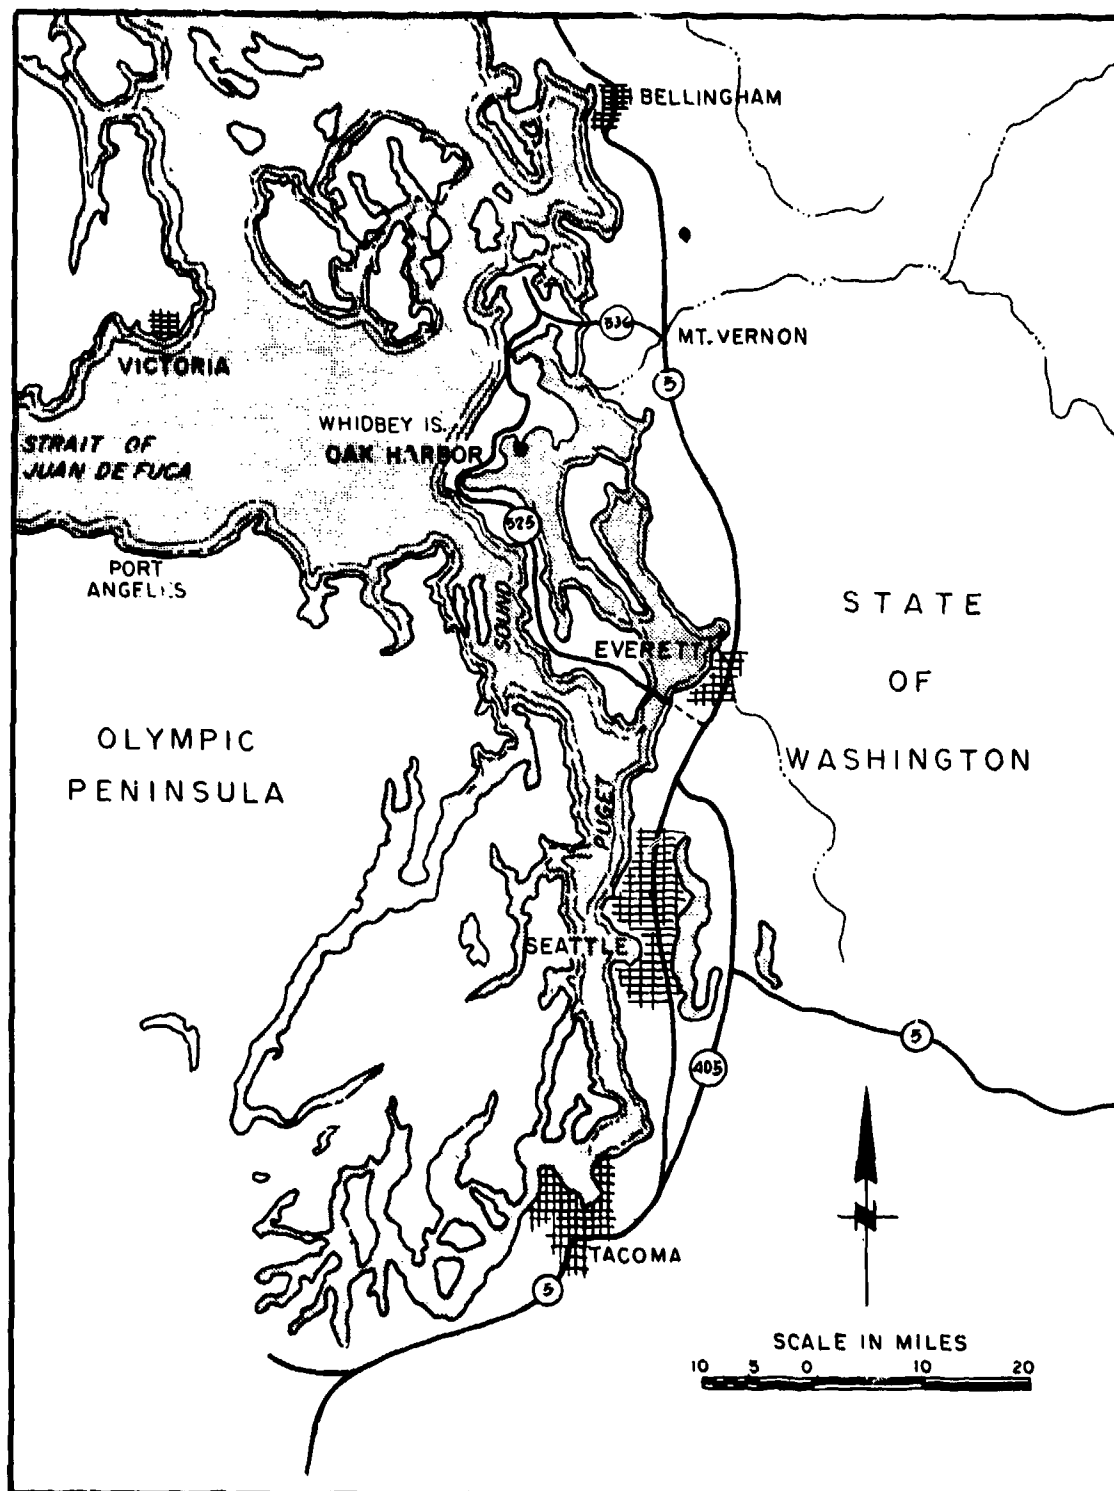 BELLINGHAM
536
MT. VERNON
VICTORIA
5
WHIDBEY IS.
OAK HARBOR
STRAIT OF
JUAN DE FUCA
525
PORT
ANGELES
SOUND
STATE
OF
WASHINGTON
EVERETT
OLYMPIC
PENINSULA
PUGET
SEATTLE
5
405
N
TACOMA
5
SCALE IN MILES
10 5 0 10 20